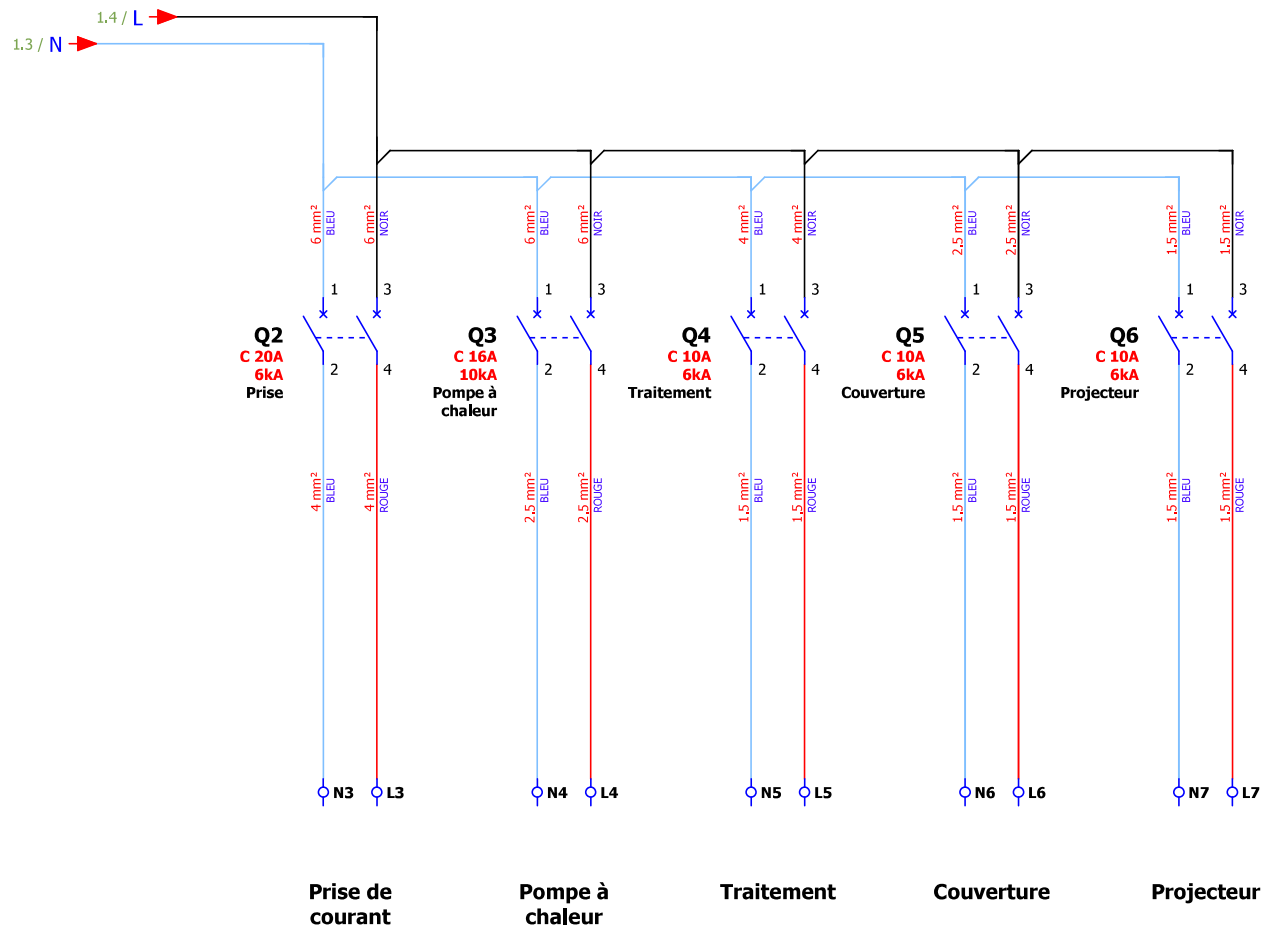 1.4 / L
1.3 / N
6 mm² BLEU
6 mm² NOIR
6 mm² BLEU
6 mm² NOIR
4 mm² BLEU
4 mm² NOIR
2.5 mm² BLEU
2.5 mm² NOIR
1.5 mm² BLEU
1.5 mm² NOIR
1 3
1 3
1 3
1 3
1 3
Q2
C 20A
6kA
Prise
2 4
Q3
C 16A
10kA
Pompe à
chaleur
2 4
Q4
C 10A
6kA
Traitement
2 4
Q5
C 10A
6kA
Couverture
2 4
Q6
C 10A
6kA
Projecteur
2 4
4 mm² BLEU
4 mm² ROUGE
2.5 mm² BLEU
2.5 mm² ROUGE
1.5 mm² BLEU
1.5 mm² ROUGE
1.5 mm² BLEU
1.5 mm² ROUGE
1.5 mm² BLEU
1.5 mm² ROUGE
N3 L3
N4 L4
N5 L5
N6 L6
N7 L7
Prise de
courant
Pompe à
chaleur
Traitement
Couverture
Projecteur